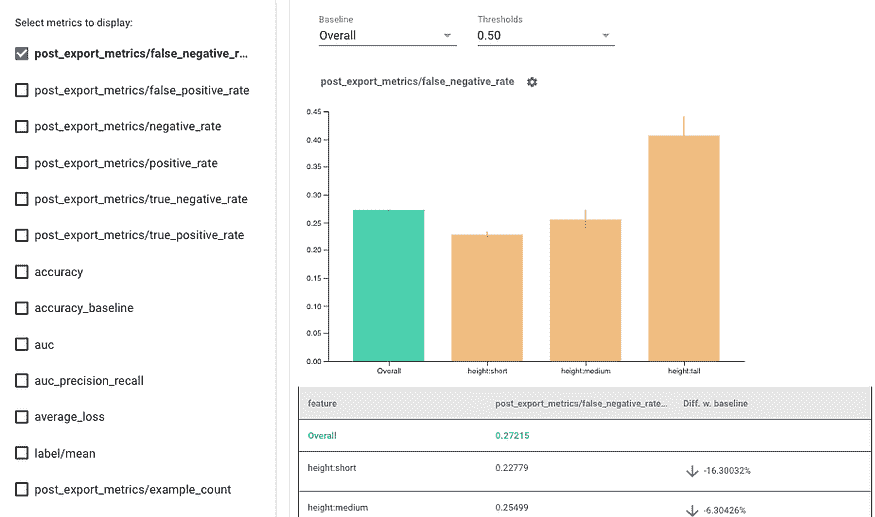 Select metrics to display:
post_export_metrics/false_negative_r...
post_export_metrics/false_positive_rate
post_export_metrics/negative_rate
post_export_metrics/positive_rate
post_export_metrics/true_negative_rate
post_export_metrics/true_positive_rate
accuracy
accuracy_baseline
auc
auc_precision_recall
average_loss
label/mean
post_export_metrics/example_count
Baseline
Overall
Thresholds
0.50
post_export_metrics/false_negative_rate
0.45
0.40
0.35
0.30
0.25
0.20
0.15
0.10
0.05
0.00
Overall
height:short
height:medium
height:tall
feature
post_export_metrics/false_negative_rate...
Diff. w. baseline
Overall
0.27215
height:short
0.22779
-16.30032%
height:medium
0.25499
-6.30426%